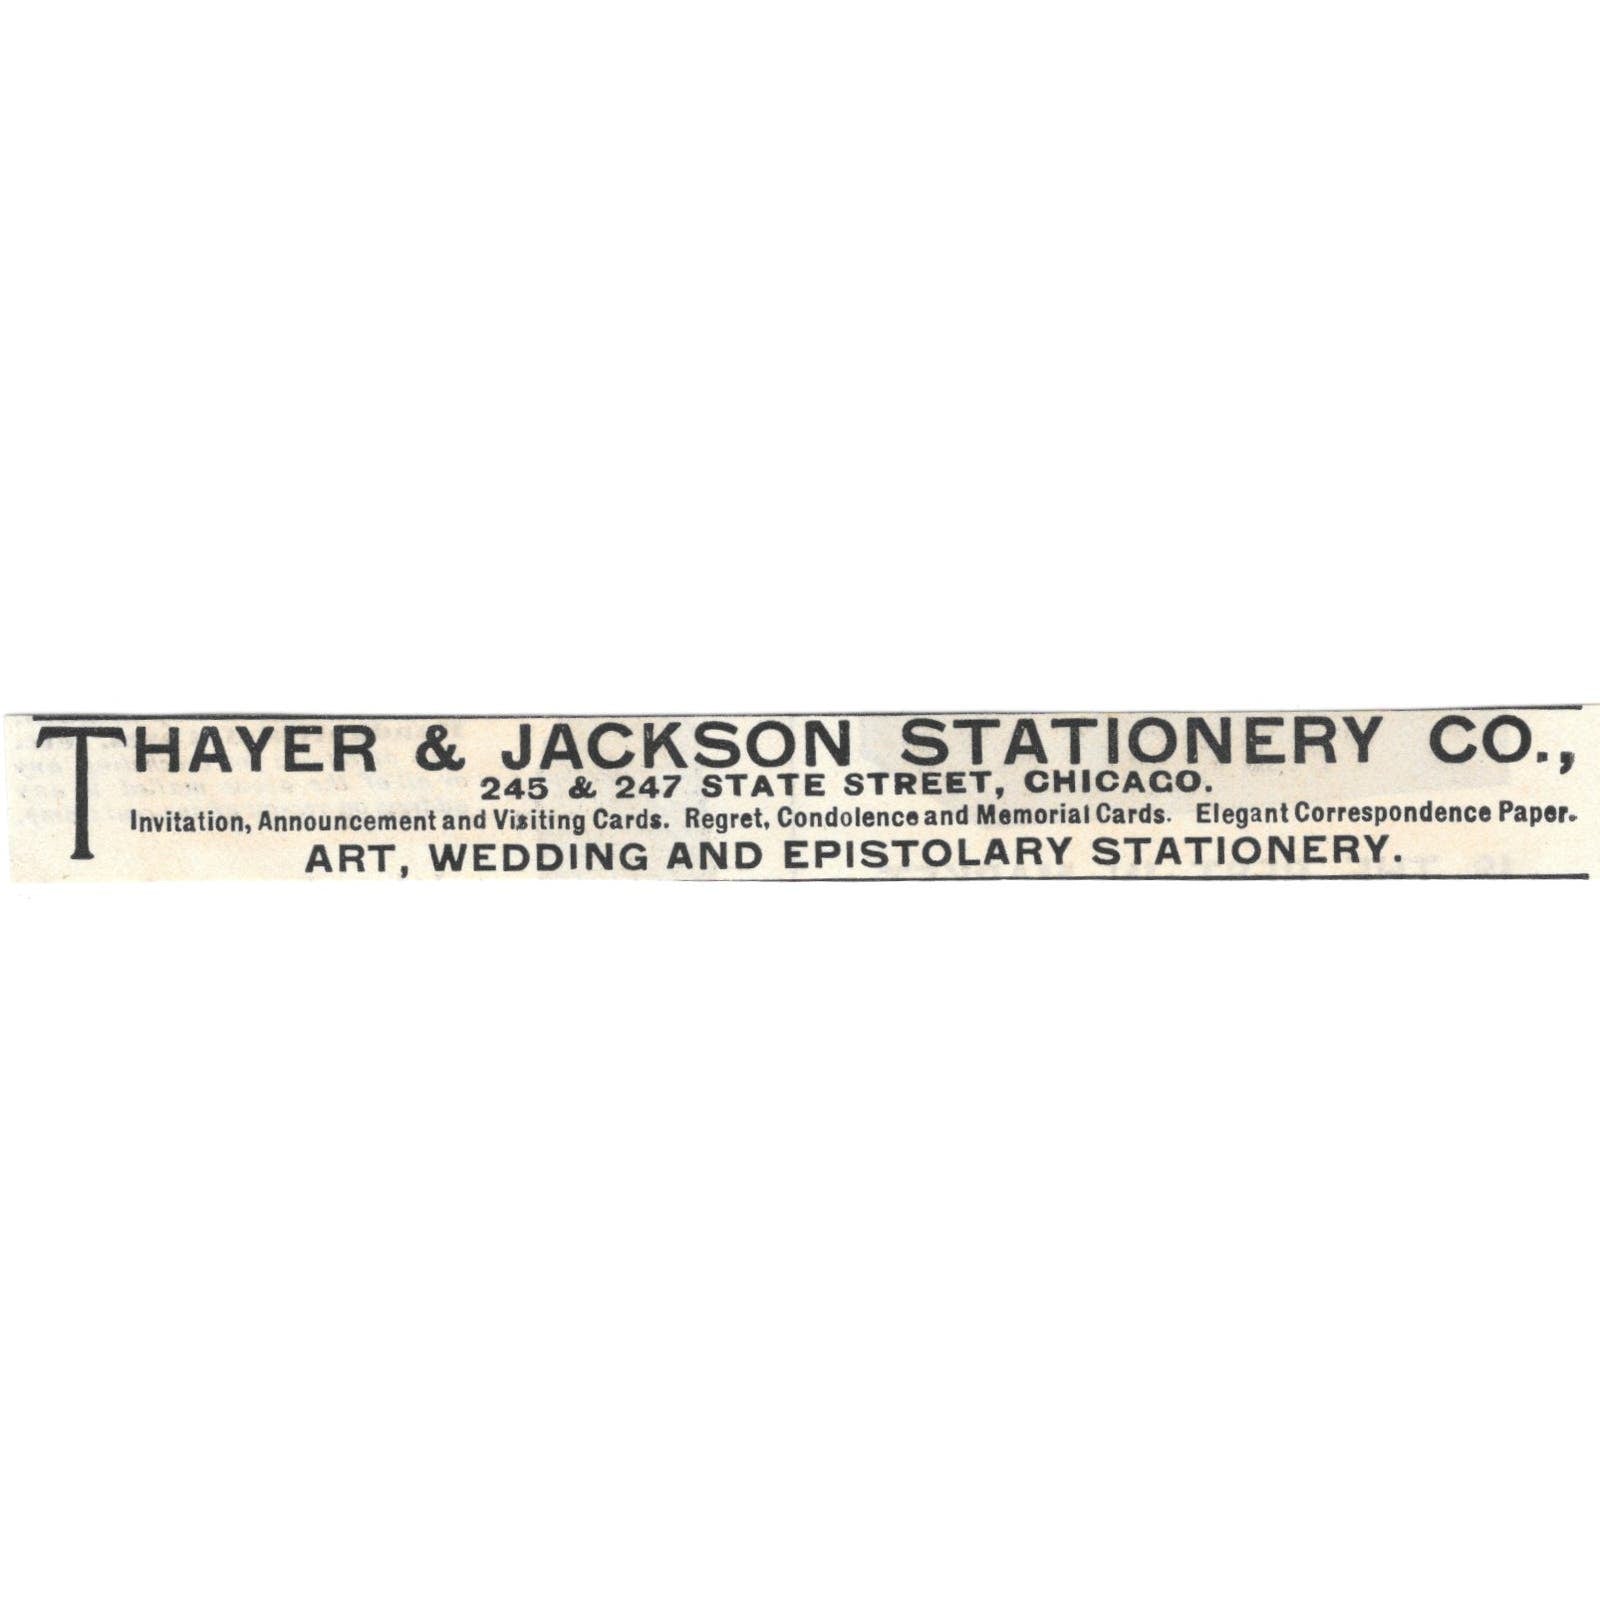 THAYER & JACKSON STATIONERY CO.,
245 & 247 STATE STREET, CHICAGO.
Invitation, Announcement and Visiting Cards. Regret, Condolence and Memorial Cards. Elegant Correspondence Paper.
ART, WEDDING AND EPISTOLARY STATIONERY.